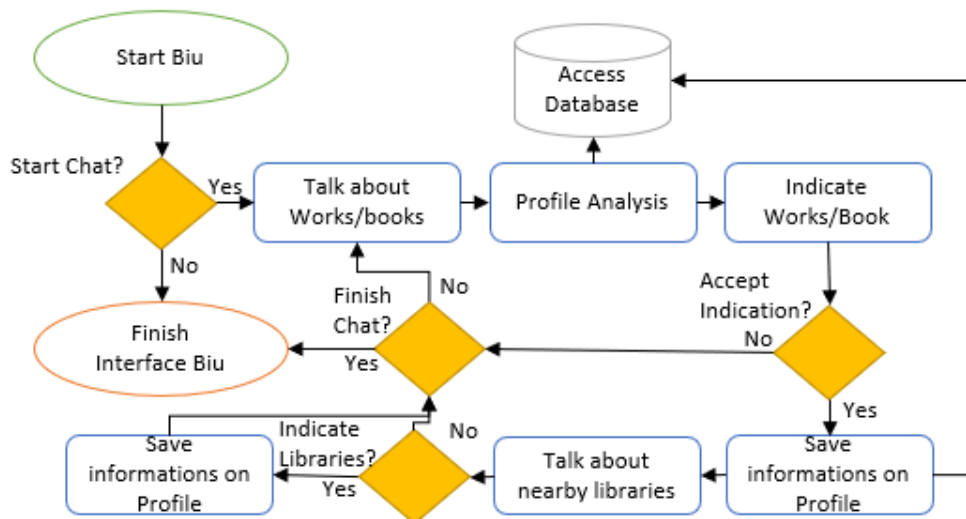 Start Biu
Access
Database
Start Chat?
Yes
Talk about
Works/books
Profile Analysis
Indicate
Works/Book
No
No
Accept
Indication?
Finish
Chat?
Finish
Interface Biu
Yes
No
Yes
Save
informations on
Profile
Indicate
Libraries?
No
Yes
Talk about
nearby libraries
Save
informations on
Profile